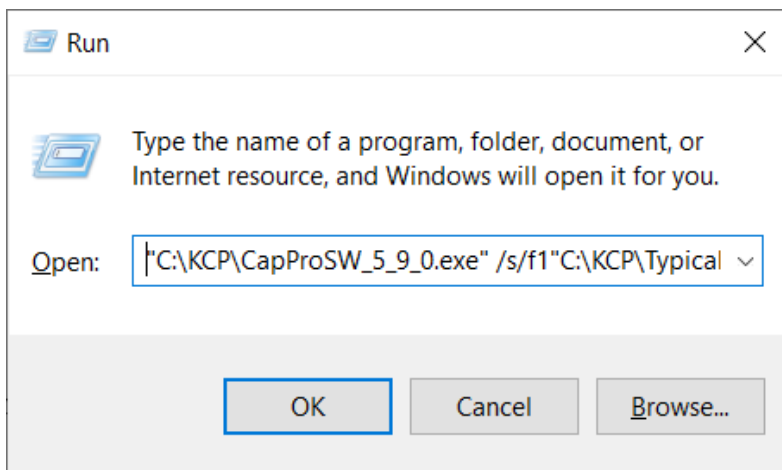 Run
Type the name of a program, folder, document, or
Internet resource, and Windows will open it for you.
Open: "C:\KCP\CapProSW_5_9_0.exe" /s/f1"C:\KCP\Typical
OK Cancel Browse...